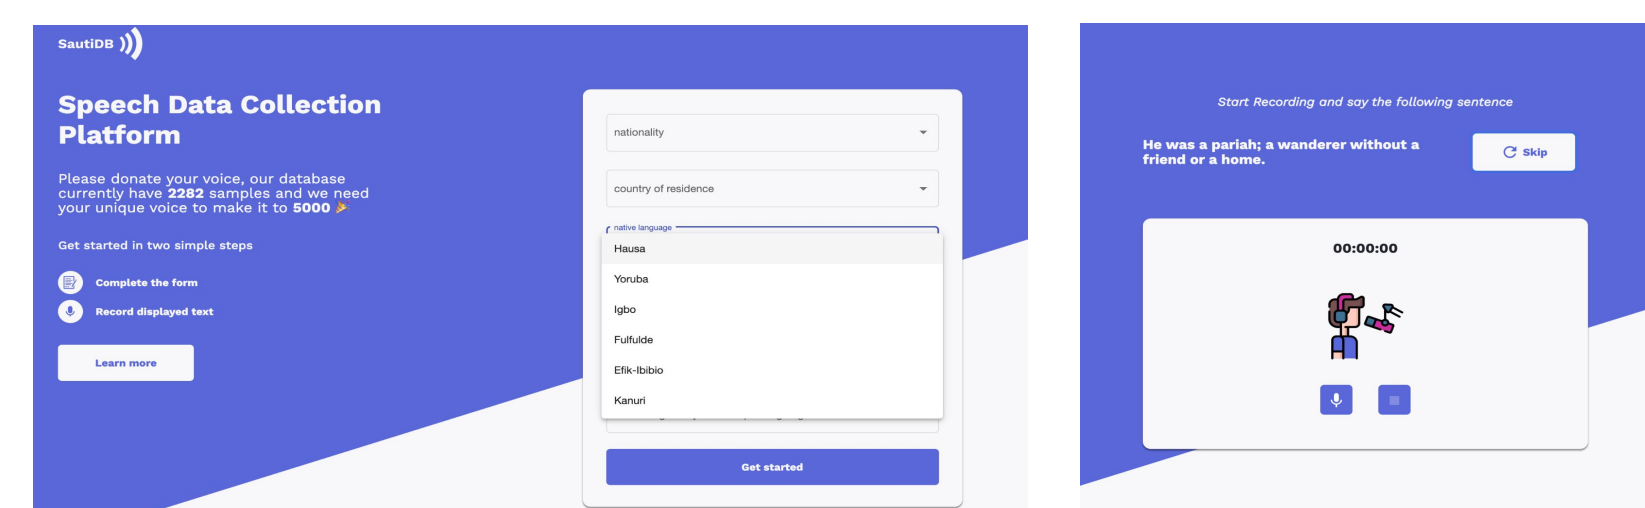 SautiDB
Speech Data Collection
Platform
Please donate your voice, our database
currently have 2282 samples and we need
your unique voice to make it to 5000 🎉
Get started in two simple steps
Complete the form
Record displayed text
Learn more
nationality
country of residence
native language
Hausa
Yoruba
Igbo
Fulfulde
Efik-Ibibio
Kanuri
Get started
Start Recording and say the following sentence
He was a pariah; a wanderer without a
friend or a home.
Skip
00:00:00